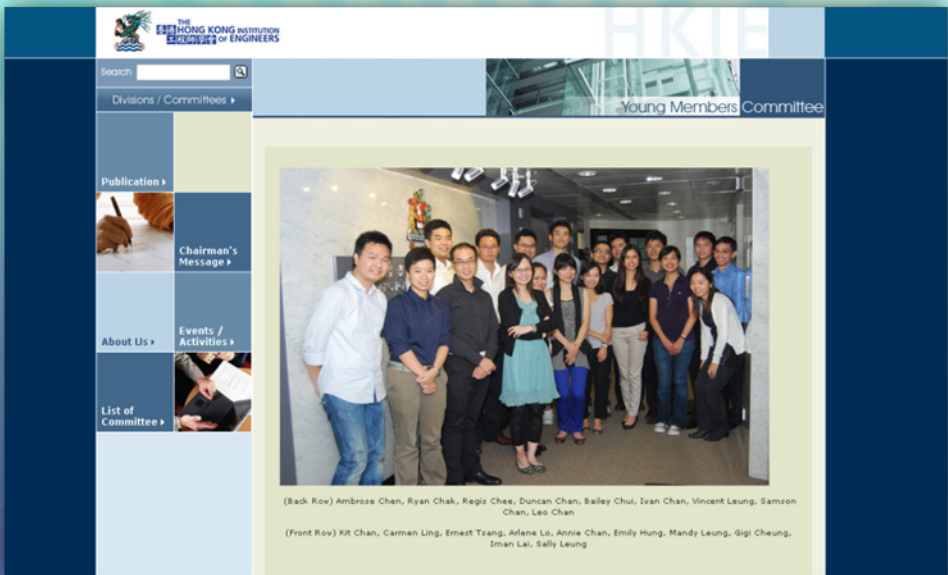 THE
香港 HONG KONG INSTITUTION
工程師學會 OF ENGINEERS
HKIE
Search
Divisions / Committees
Young Members Committee
Publication
Chairman's
Message
About Us
Events /
Activities
List of
Committee
(Back Row) Ambrose Chen, Ryan Chak, Regis Chee, Duncan Chan, Bailey Chui, Ivan Chan, Vincent Leung, Samson
Chan, Leo Chan
(Front Row) Kit Chan, Carmen Ling, Ernest Tsang, Arlene Lo, Annie Chan, Emily Hung, Mandy Leung, Gigi Cheung,
Iman Lai, Sally Leung